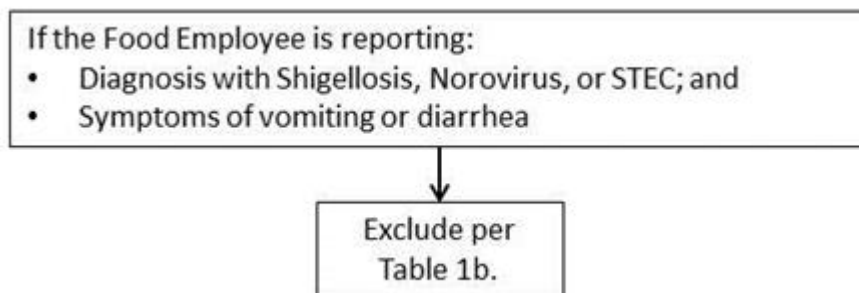 If the Food Employee is reporting:
• Diagnosis with Shigellosis, Norovirus, or STEC; and
• Symptoms of vomiting or diarrhea
Exclude per
Table 1b.